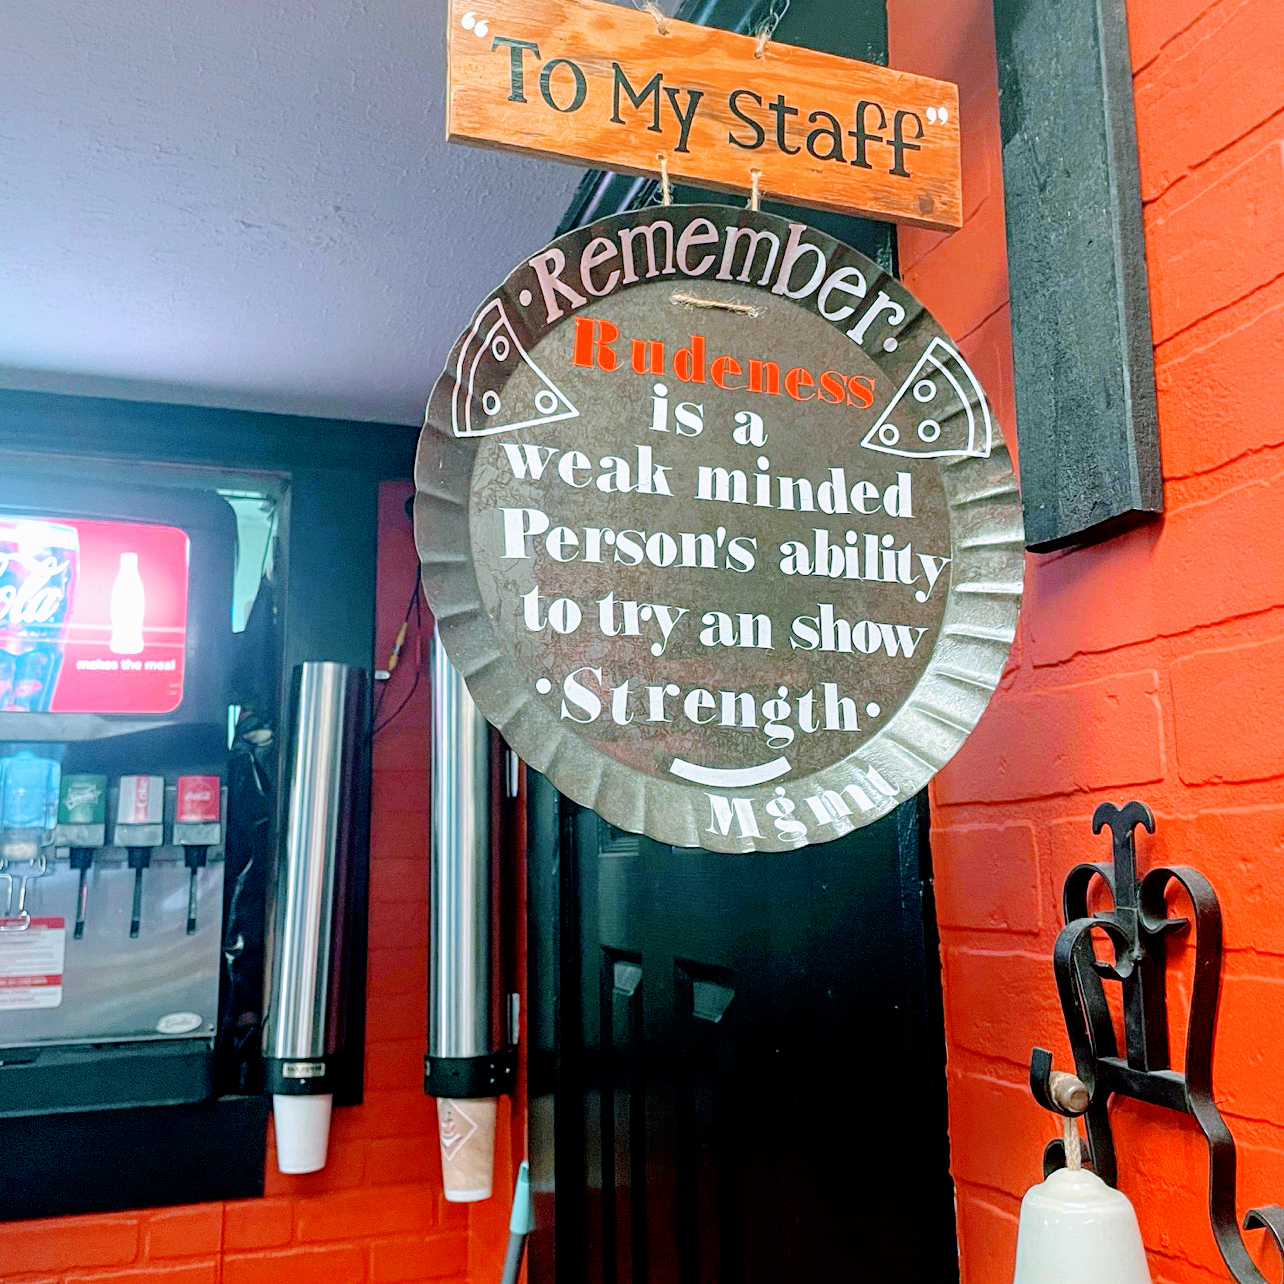 “To My Staff”
·Remember·
Rudeness
is a
weak minded
Person's ability
to try an show
·Strength·
Mgmt
makes the meal